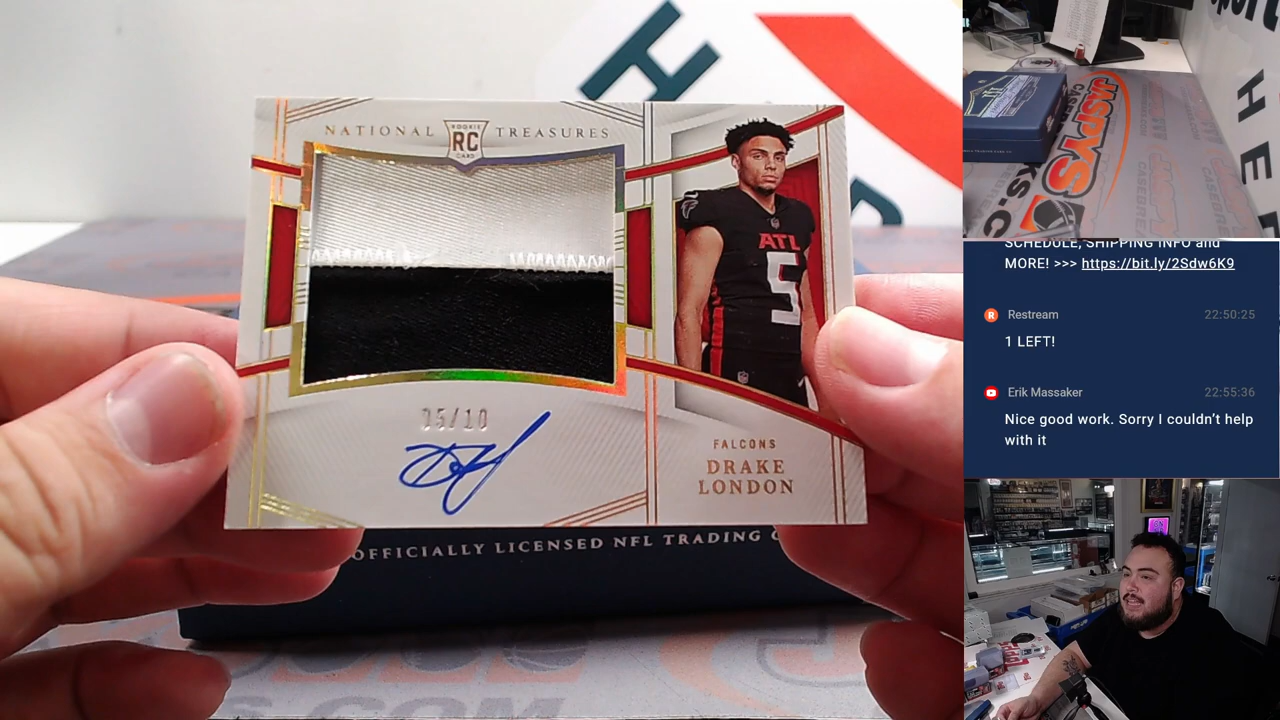 NATIONAL TREASURES
ROOKIE
RC
CARD
ATL
5
05/10
FALCONS
DRAKE
LONDON
OFFICIALLY LICENSED NFL TRADING
JASPYS
CASEBREA
SCHEDULE, SHIPPING INFO and
MORE! >>> https://bit.ly/2Sdw6K9
Restream 22:50:25
1 LEFT!
Erik Massaker 22:55:36
Nice good work. Sorry I couldn't help
with it